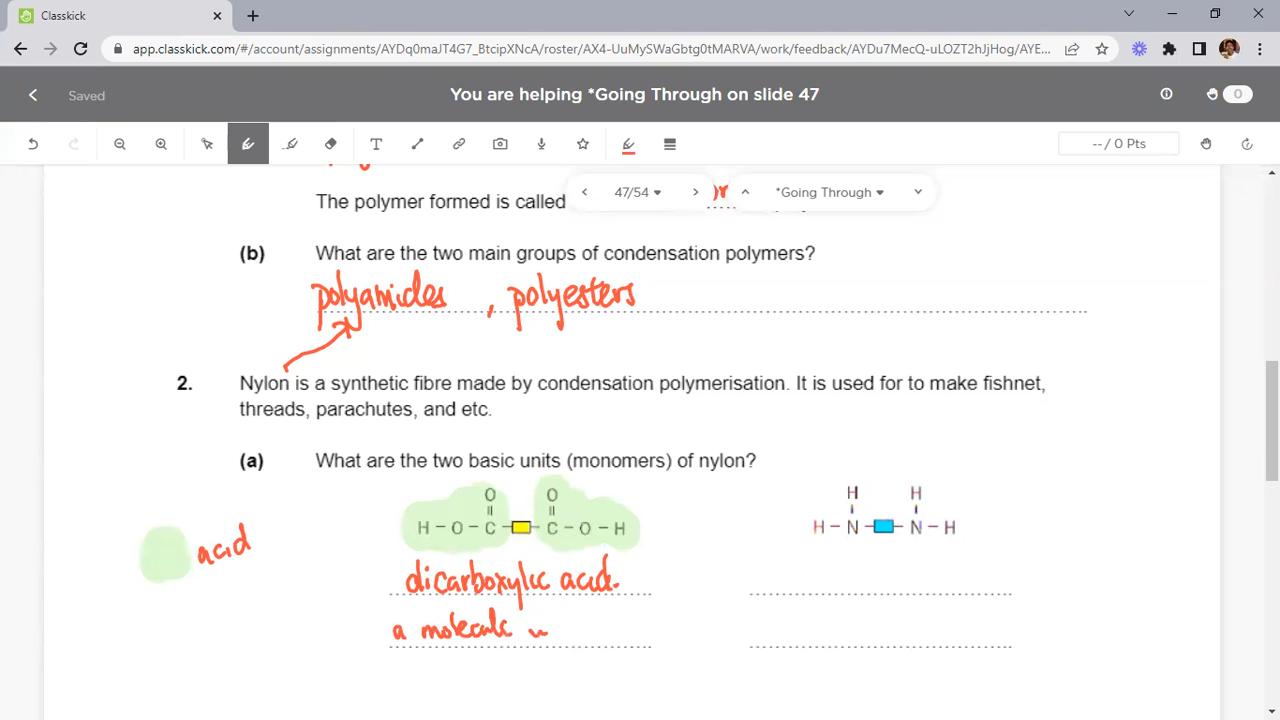 Classkick
app.classkick.com/#/account/assignments/AYDq0maJT4G7_BtcipXNtA/roster/AX4-UuMySWaGbtg0tMARVA/work/feedback/AYDu7MecQ-uLOZT2hJjHog/AYE...
Saved
You are helping *Going Through on slide 47
0
T
-- / 0 Pts
47/54
*Going Through
The polymer formed is called
(b) What are the two main groups of condensation polymers?
polyamides , polyesters
2. Nylon is a synthetic fibre made by condensation polymerisation. It is used for to make fishnet,
threads, parachutes, and etc.
(a) What are the two basic units (monomers) of nylon?
O O H H
H - O - C - C - O - H H - N - N - H
acid
dicarboxylic acid.
a molecule